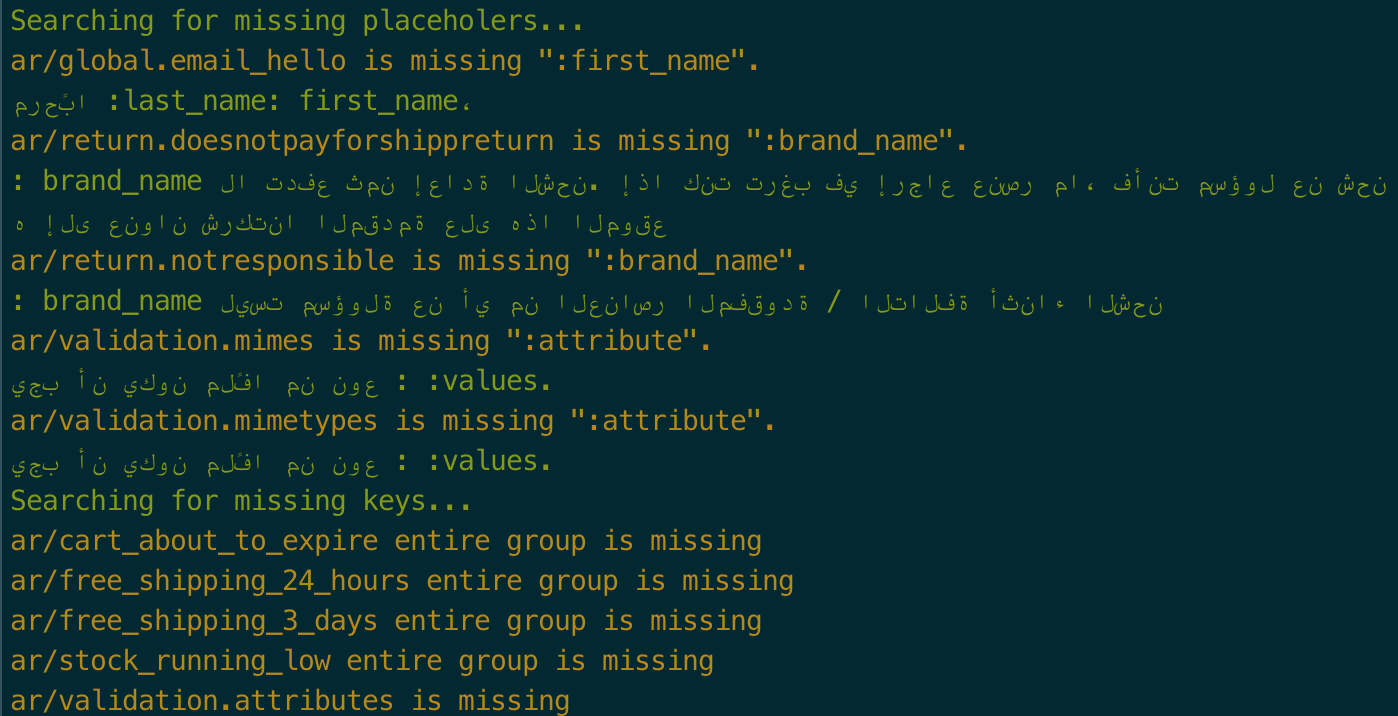 Searching for missing placeholers...
ar/global.email_hello is missing ":first_name".
مرحبًا :last_name: first_name،
ar/return.doesnotpayforshippreturn is missing ":brand_name".
: brand_name لا تدفع ثمن إعادة الشحن. إذا كنت ترغب في إرجاع عنصر ما، فأنت مسؤول عن شحن
ه إلى عنوان شركتنا المقدمة على هذا الموقع
ar/return.notresponsible is missing ":brand_name".
: brand_name ليست مسؤولة عن أي من العناصر المفقودة / التالفة أثناء الشحن
ar/validation.mimes is missing ":attribute".
يجب أن يكون ملفًا من نوع : :values.
ar/validation.mimetypes is missing ":attribute".
يجب أن يكون ملفًا من نوع : :values.
Searching for missing keys...
ar/cart_about_to_expire entire group is missing
ar/free_shipping_24_hours entire group is missing
ar/free_shipping_3_days entire group is missing
ar/stock_running_low entire group is missing
ar/validation.attributes is missing